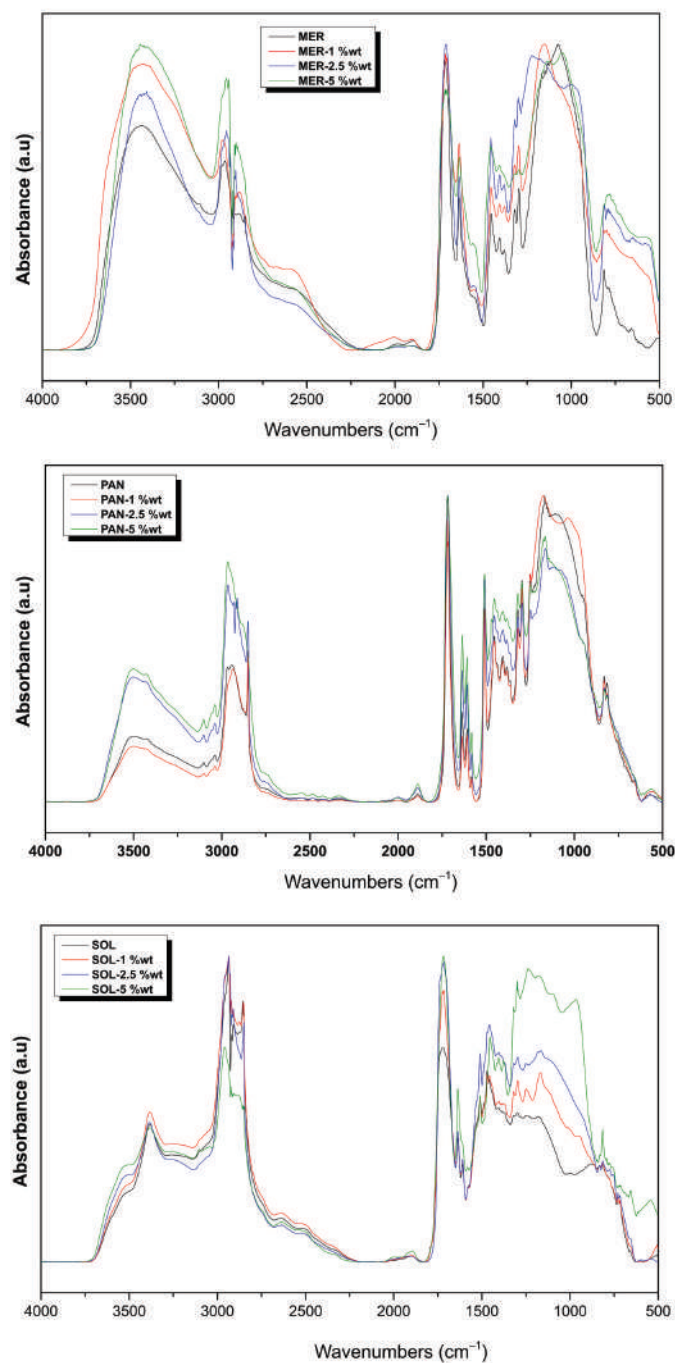 MER
MER-1 %wt
MER-2.5 %wt
MER-5 %wt
Absorbance (a.u)
4000 3500 3000 2500 2000 1500 1000 500
Wavenumbers (cm⁻¹)
PAN
PAN-1 %wt
PAN-2.5 %wt
PAN-5 %wt
Absorbance (a.u)
4000 3500 3000 2500 2000 1500 1000 500
Wavenumbers (cm⁻¹)
SOL
SOL-1 %wt
SOL-2.5 %wt
SOL-5 %wt
Absorbance (a.u)
4000 3500 3000 2500 2000 1500 1000 500
Wavenumbers (cm⁻¹)